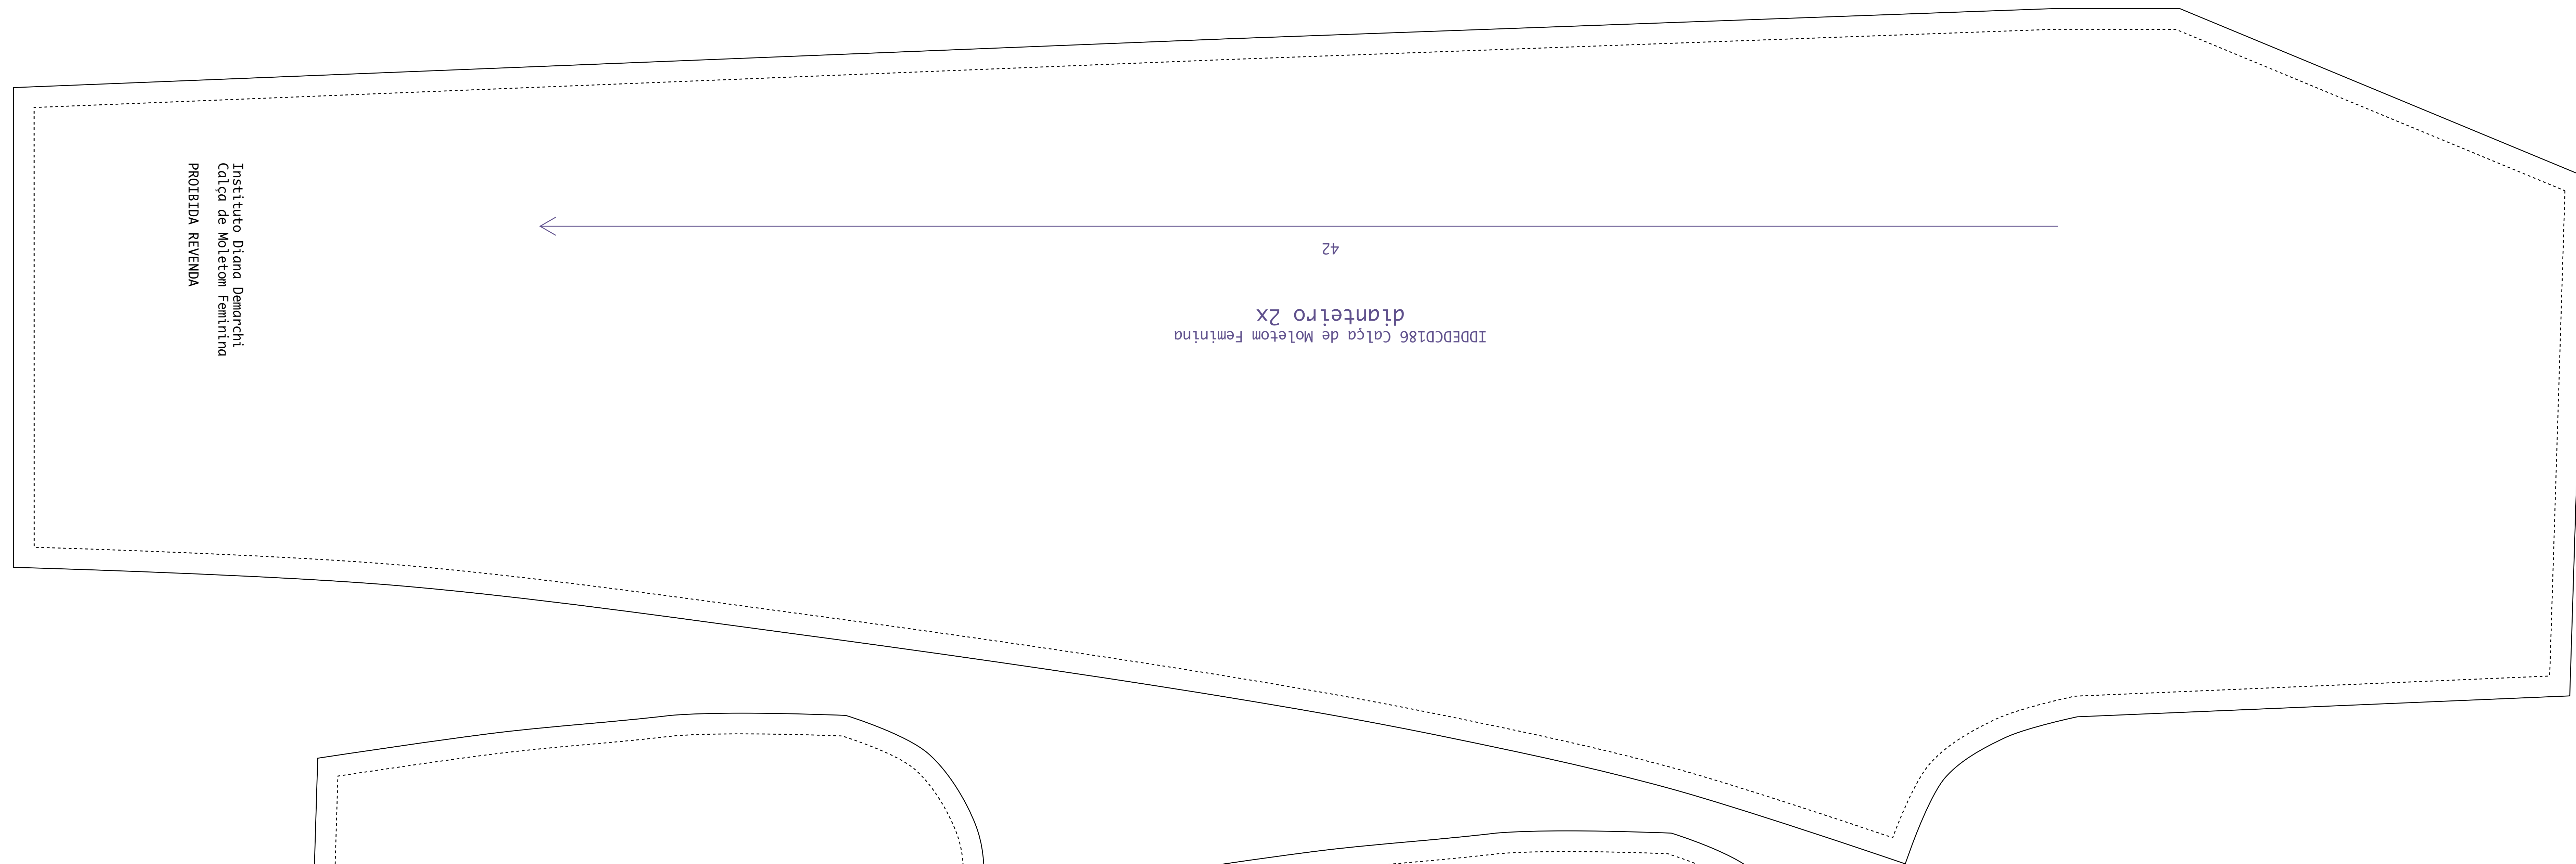 Instituto Diana Demarchi
Calça de Moletom Feminina
PROIBIDA REVENDA
IDDEDCD186 Calça de Moletom Feminina
dianteiro 2x
42